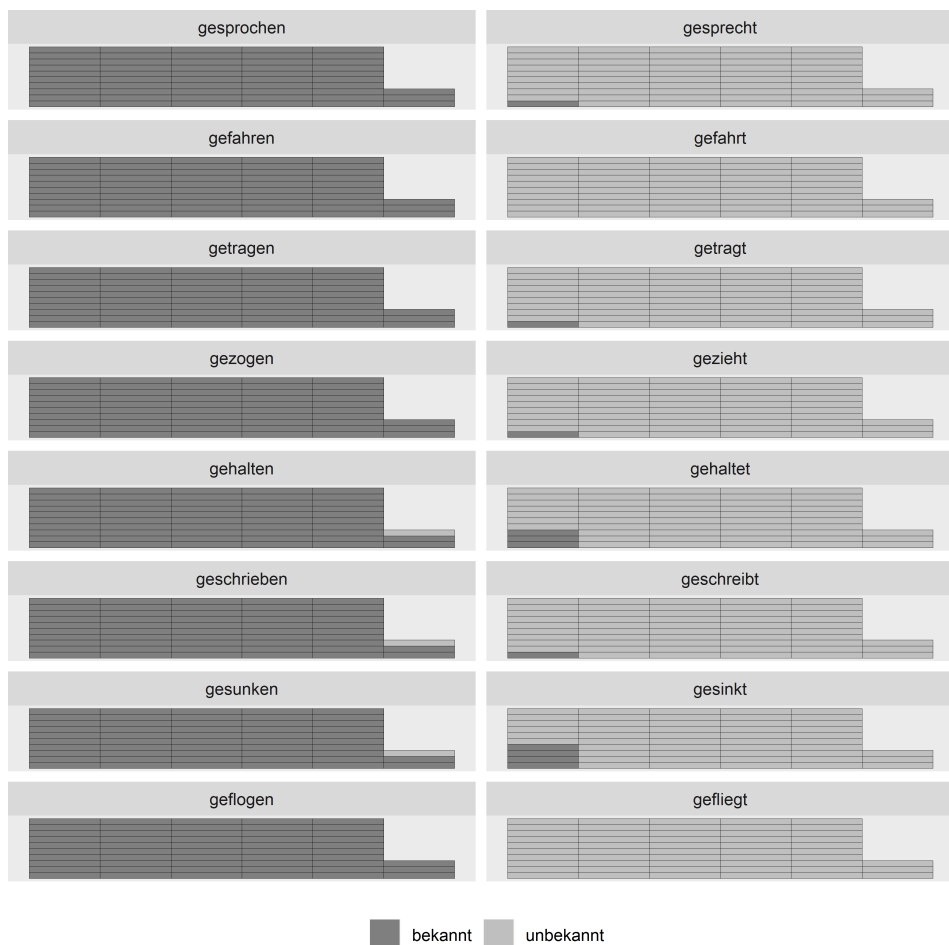 gesprochen gesprecht
gefahren gefahrt
getragen getragt
gezogen gezieht
gehalten gehaltet
geschrieben geschreibt
gesunken gesinkt
geflogen gefliegt
bekannt unbekannt